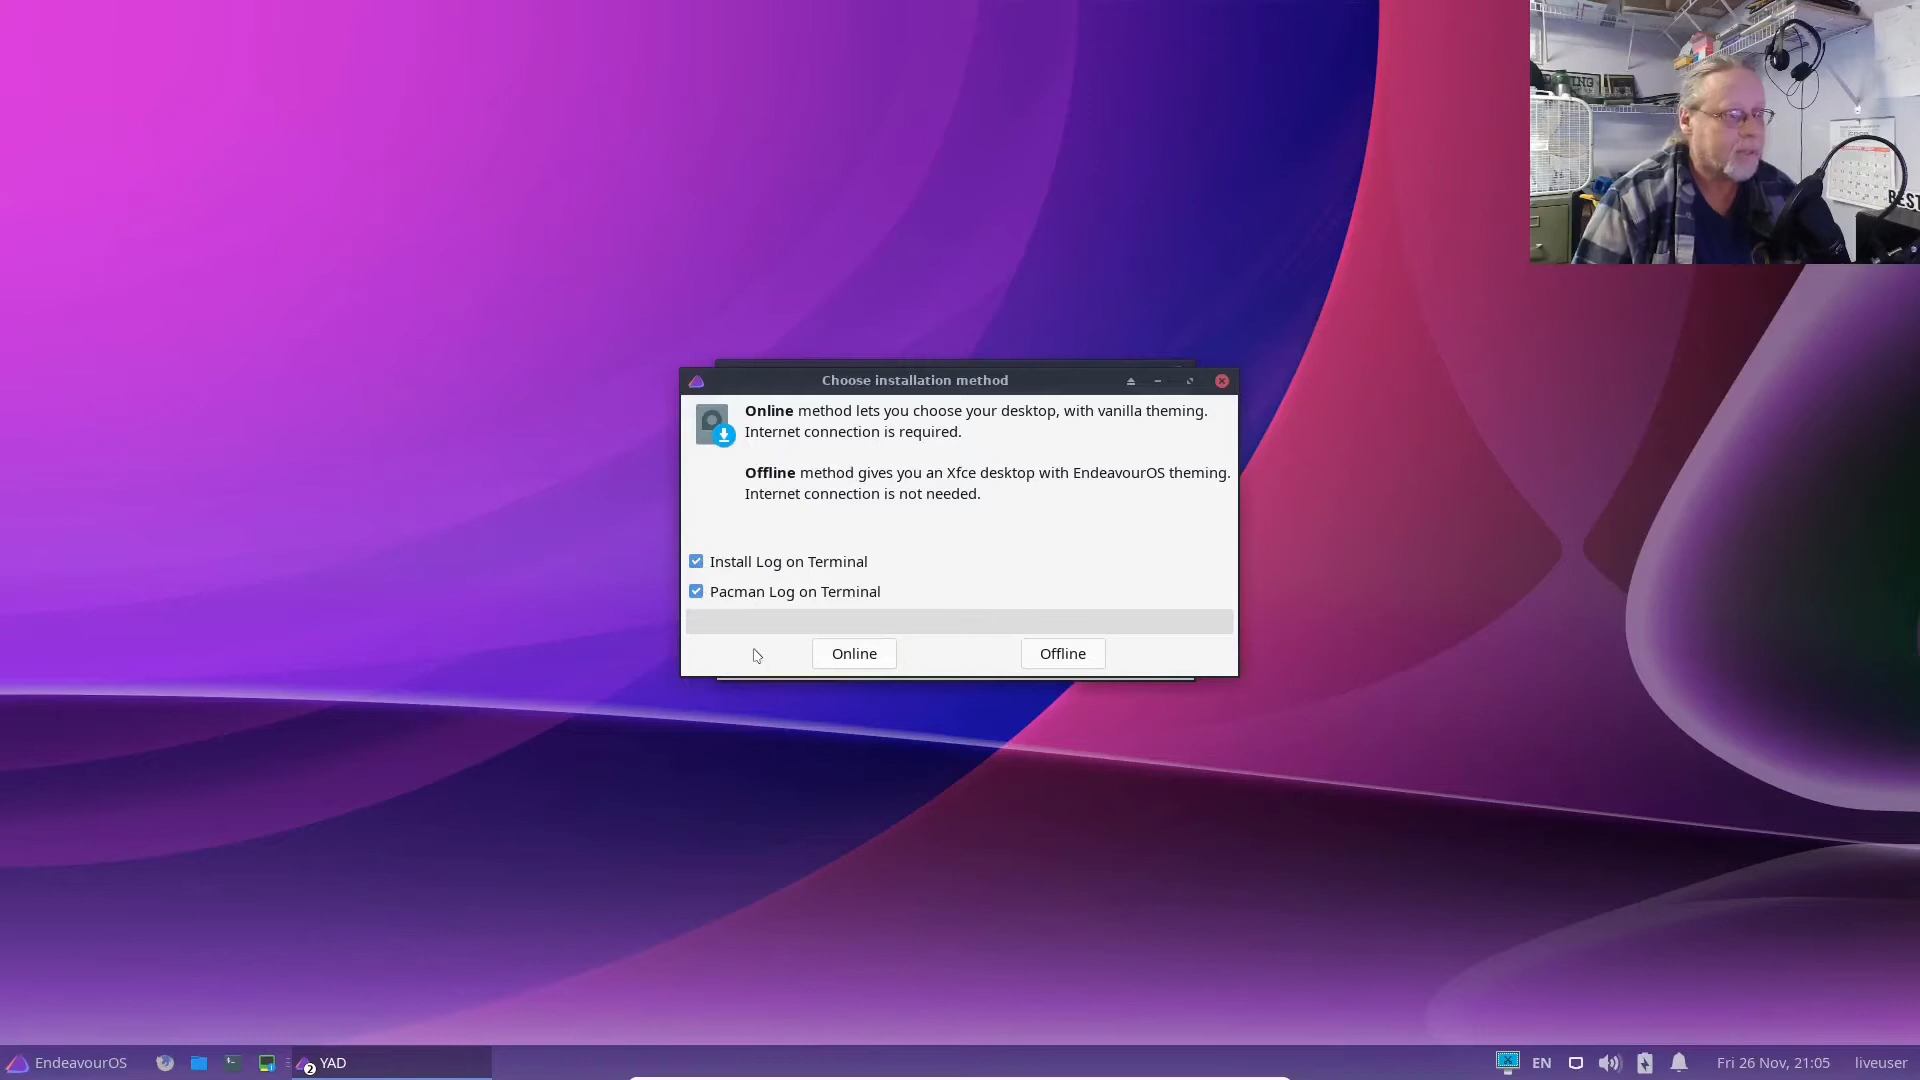 Choose installation method
Online method lets you choose your desktop, with vanilla theming.
Internet connection is required.
Offline method gives you an Xfce desktop with EndeavourOS theming.
Internet connection is not needed.
Install Log on Terminal
Pacman Log on Terminal
Online
Offline
BEST
EndeavourOS
2
YAD
EN
Fri 26 Nov, 21:05
liveuser